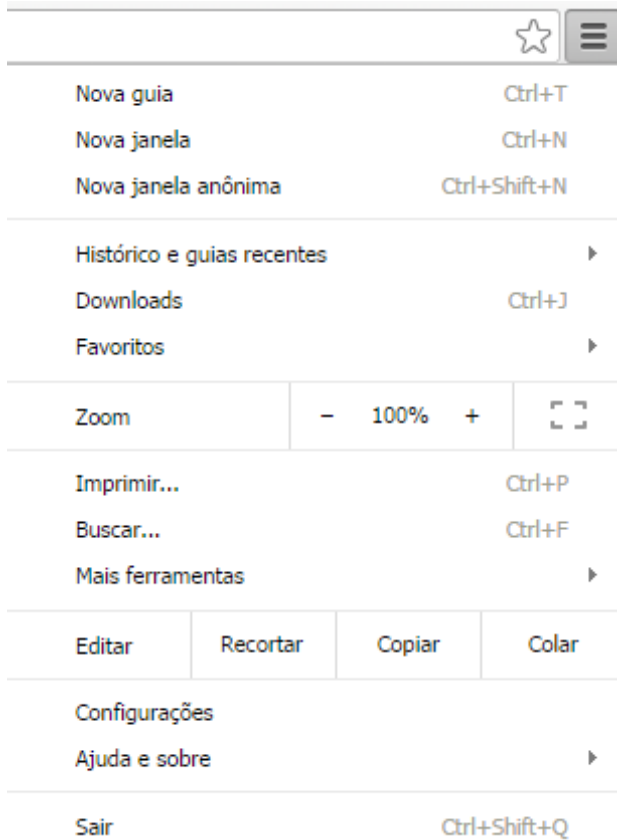 Nova guia Ctrl+T
Nova janela Ctrl+N
Nova janela anônima Ctrl+Shift+N
Histórico e guias recentes
Downloads Ctrl+J
Favoritos
Zoom – 100% +
Imprimir... Ctrl+P
Buscar... Ctrl+F
Mais ferramentas
Editar Recortar Copiar Colar
Configurações
Ajuda e sobre
Sair Ctrl+Shift+Q